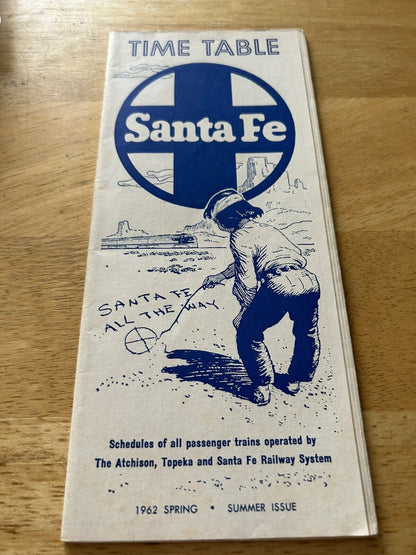 TIME TABLE
Santa Fe
SANTA FE
ALL THE WAY
Schedules of all passenger trains operated by
The Atchison, Topeka and Santa Fe Railway System
1962 SPRING • SUMMER ISSUE